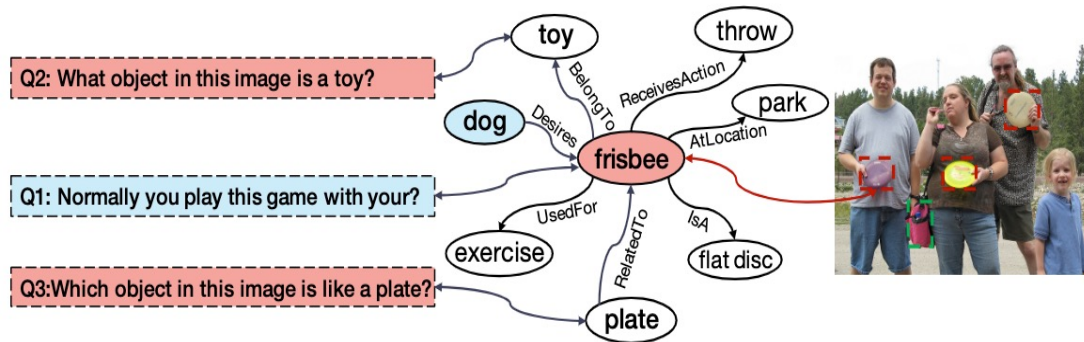 Q2: What object in this image is a toy?
toy
throw
BelongTo
ReceivesAction
dog
Desires
park
AtLocation
frisbee
Q1: Normally you play this game with your?
UsedFor
RelatedTo
IsA
exercise
flat disc
Q3:Which object in this image is like a plate?
plate